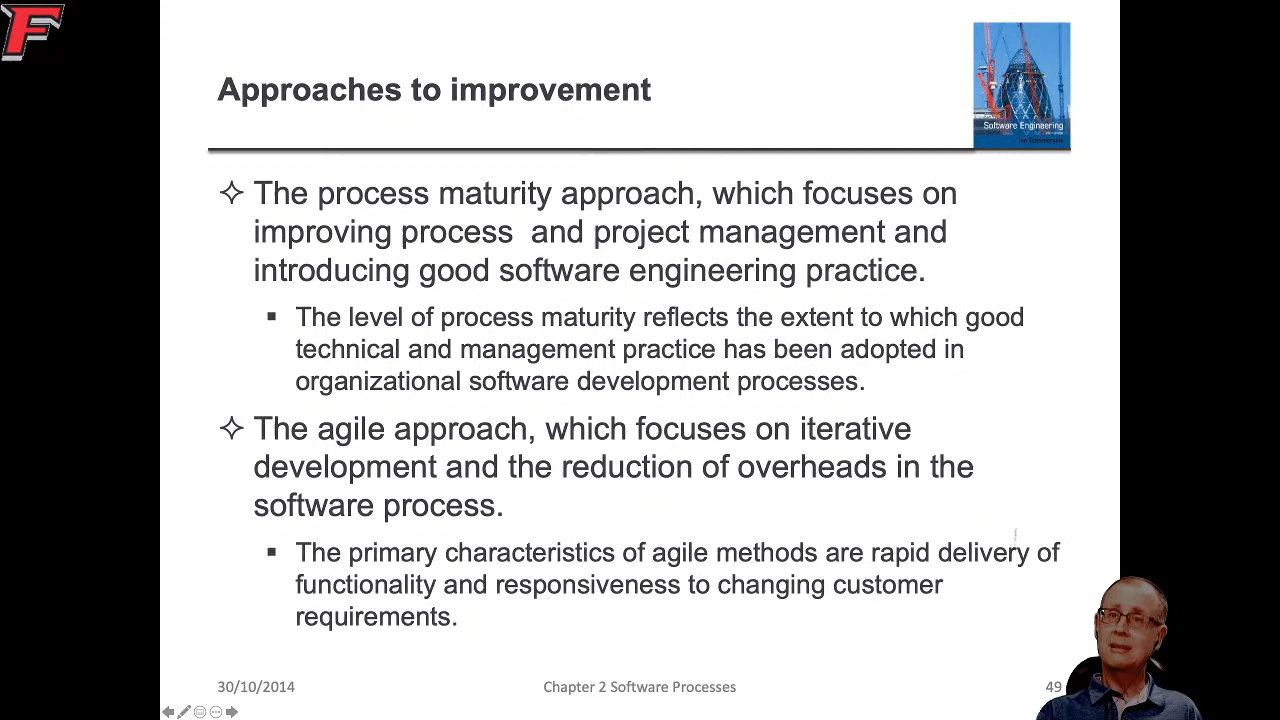 F
Approaches to improvement
Software Engineering
Ian Sommerville
✧ The process maturity approach, which focuses on
improving process  and project management and
introducing good software engineering practice.
▪ The level of process maturity reflects the extent to which good
technical and management practice has been adopted in
organizational software development processes.
✧ The agile approach, which focuses on iterative
development and the reduction of overheads in the
software process.
▪ The primary characteristics of agile methods are rapid delivery of
functionality and responsiveness to changing customer
requirements.
30/10/2014
Chapter 2 Software Processes
49